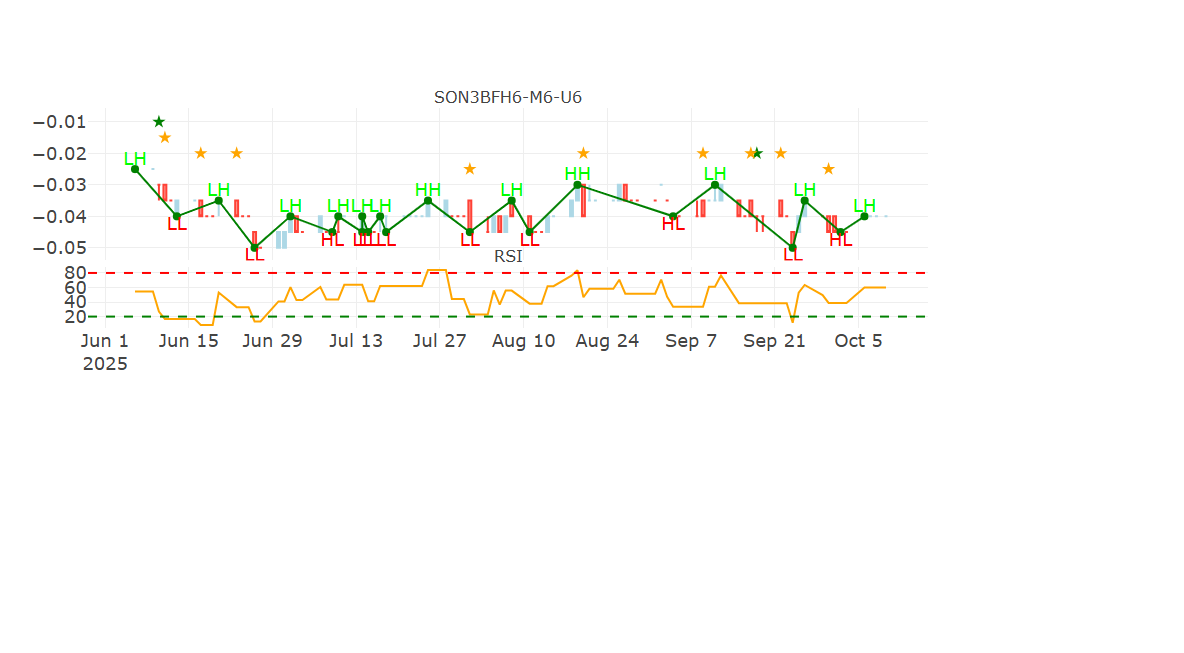 SON3BFH6-M6-U6
−0.01
−0.02
−0.03
−0.04
−0.05
LH
LL
LH
LL
LH
HL
LH
LH
LL
LL
LH
LL
HH
LL
LH
LL
HH
HL
LH
LL
LH
HL
LH
RSI
80
60
40
20
Jun 1 Jun 15 Jun 29 Jul 13 Jul 27 Aug 10 Aug 24 Sep 7 Sep 21 Oct 5
2025